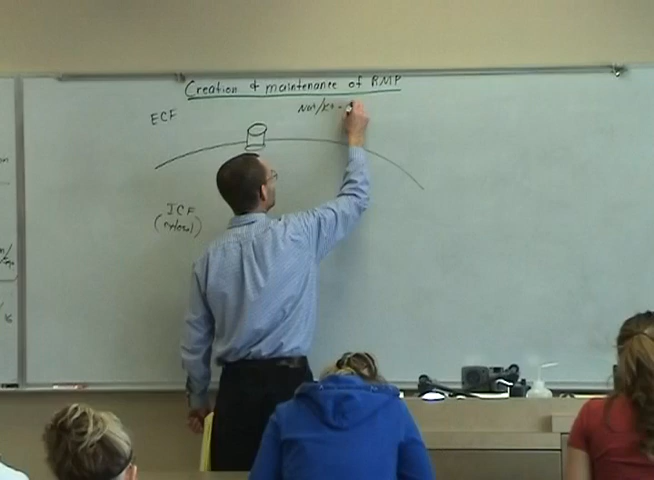 Creation & maintenance of RMP
Na+/K+ -
ECF
ICF
(cytosol)